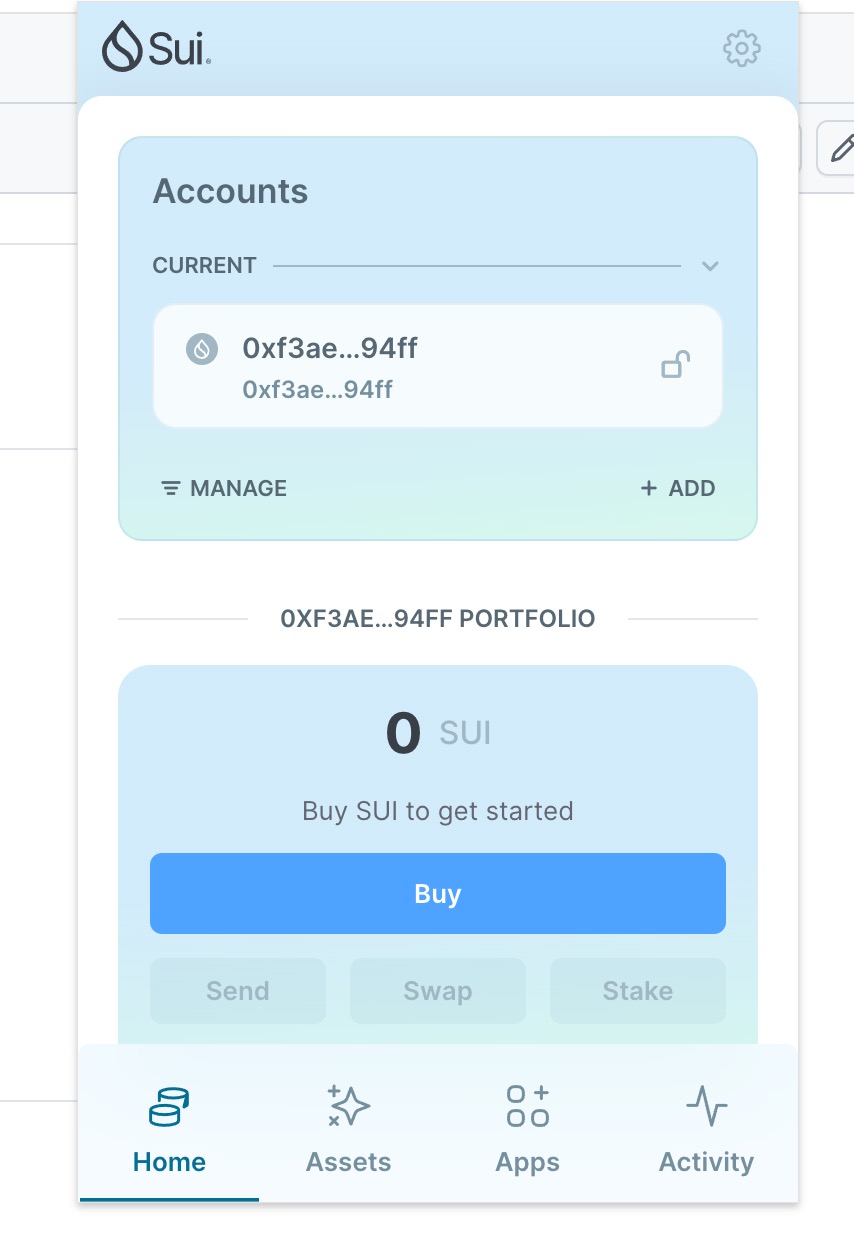 Sui
Accounts
CURRENT
0xf3ae…94ff
0xf3ae…94ff
MANAGE
+ ADD
0XF3AE…94FF PORTFOLIO
0 SUI
Buy SUI to get started
Buy
Send
Swap
Stake
Home
Assets
Apps
Activity